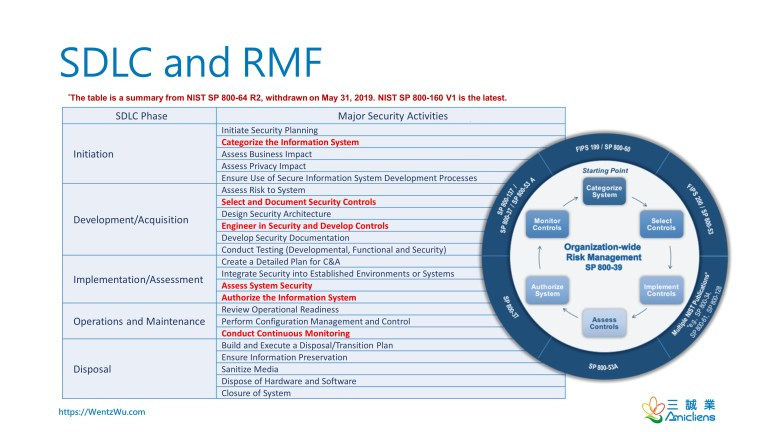 SDLC and RMF
*The table is a summary from NIST SP 800-64 R2, withdrawn on May 31, 2019. NIST SP 800-160 V1 is the latest.
SDLC Phase
Major Security Activities
Initiation
Initiate Security Planning
Categorize the Information System
Assess Business Impact
Assess Privacy Impact
Ensure Use of Secure Information System Development Processes
Development/Acquisition
Assess Risk to System
Select and Document Security Controls
Design Security Architecture
Engineer in Security and Develop Controls
Develop Security Documentation
Conduct Testing (Developmental, Functional and Security)
Implementation/Assessment
Create a Detailed Plan for C&A
Integrate Security into Established Environments or Systems
Assess System Security
Authorize the Information System
Operations and Maintenance
Review Operational Readiness
Perform Configuration Management and Control
Conduct Continuous Monitoring
Disposal
Build and Execute a Disposal/Transition Plan
Ensure Information Preservation
Sanitize Media
Dispose of Hardware and Software
Closure of System
FIPS 199 / SP 800-60
FIPS 200 / SP 800-53
Multiple NIST Publications*
*e.g., SP 800-34,
SP 800-61, SP 800-128
SP 800-53A
SP 800-37
SP 800-137 /
SP 800-37 / SP 800-53 A
Starting Point
Categorize
System
Select
Controls
Implement
Controls
Assess
Controls
Authorize
System
Monitor
Controls
Organization-wide
Risk Management
SP 800-39
https://WentzWu.com
三誠業
Amicliens